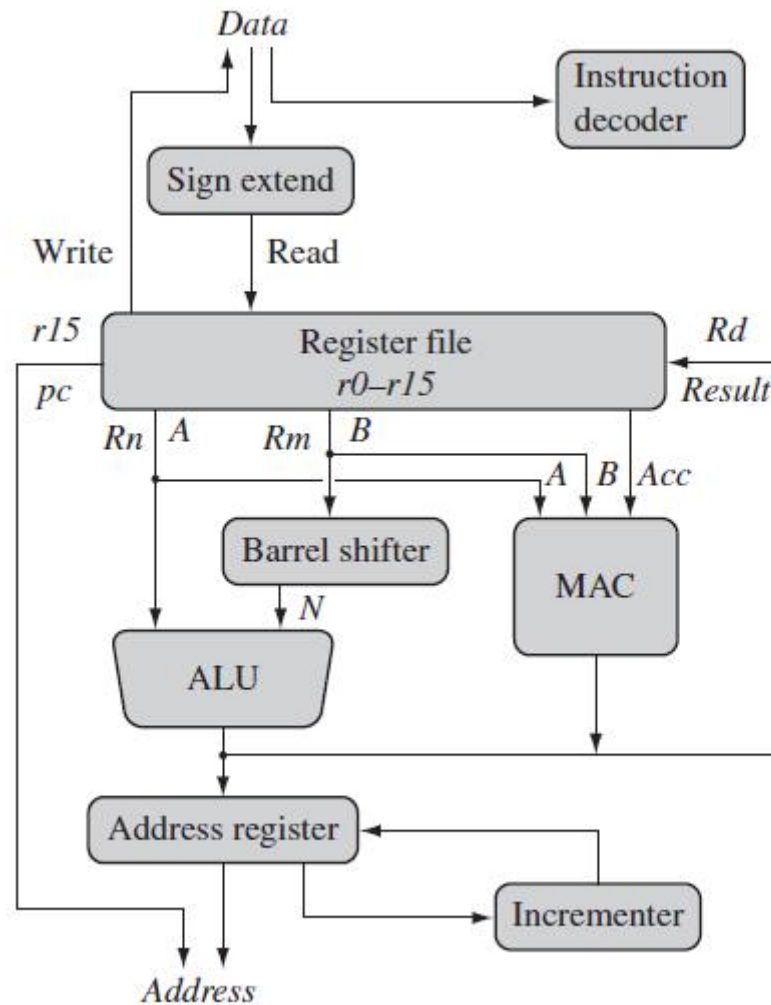 Data
Instruction
decoder
Sign extend
Write
Read
r15
pc
Register file
r0–r15
Rd
Result
Rn
A
Rm
B
A
B
Acc
Barrel shifter
N
MAC
ALU
Address register
Incrementer
Address